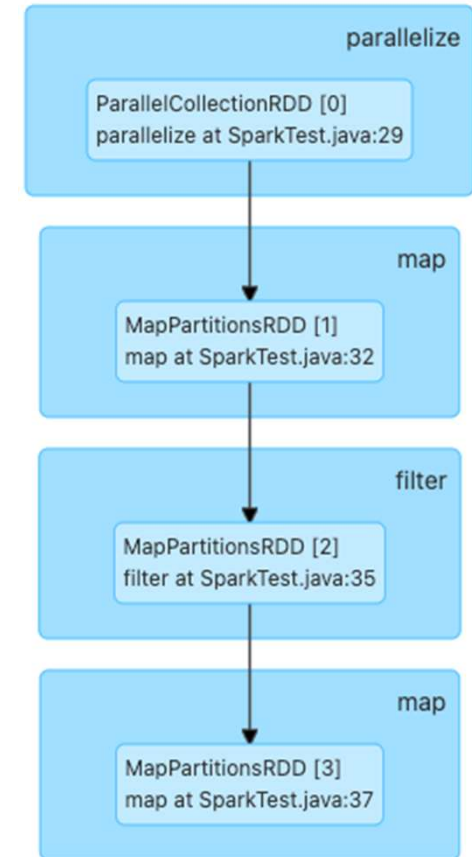 parallelize
ParallelCollectionRDD [0]
parallelize at SparkTest.java:29
map
MapPartitionsRDD [1]
map at SparkTest.java:32
filter
MapPartitionsRDD [2]
filter at SparkTest.java:35
map
MapPartitionsRDD [3]
map at SparkTest.java:37